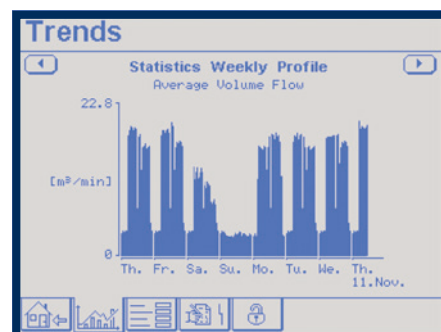 Trends
Statistics Weekly Profile
Average Volume Flow
22.8
[m³/min]
0
Th. Fr. Sa. Su. Mo. Tu. We. Th.
11.Nov.